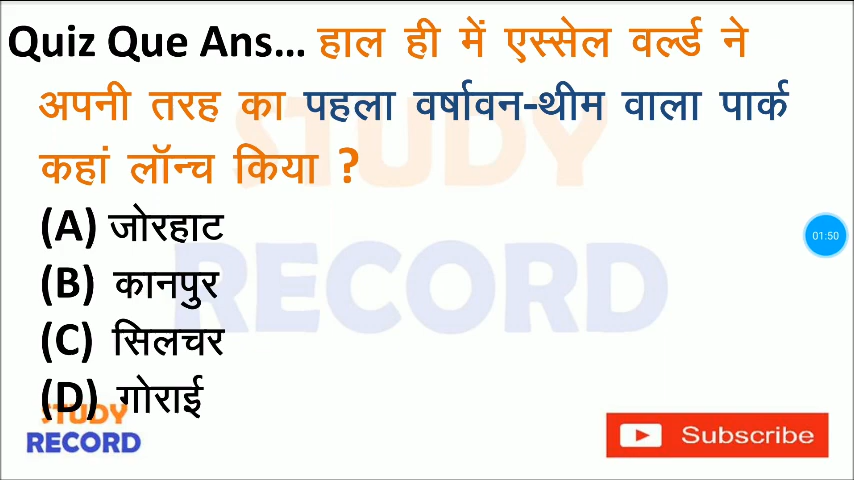 Quiz Que Ans... हाल ही में एस्सेल वर्ल्ड ने
अपनी तरह का पहला वर्षावन-थीम वाला पार्क
कहां लॉन्च किया ?
(A) जोरहाट
(B) कानपुर
(C) सिलचर
(D) गोराई
STUDY
RECORD
01:50
STUDY
RECORD
Subscribe